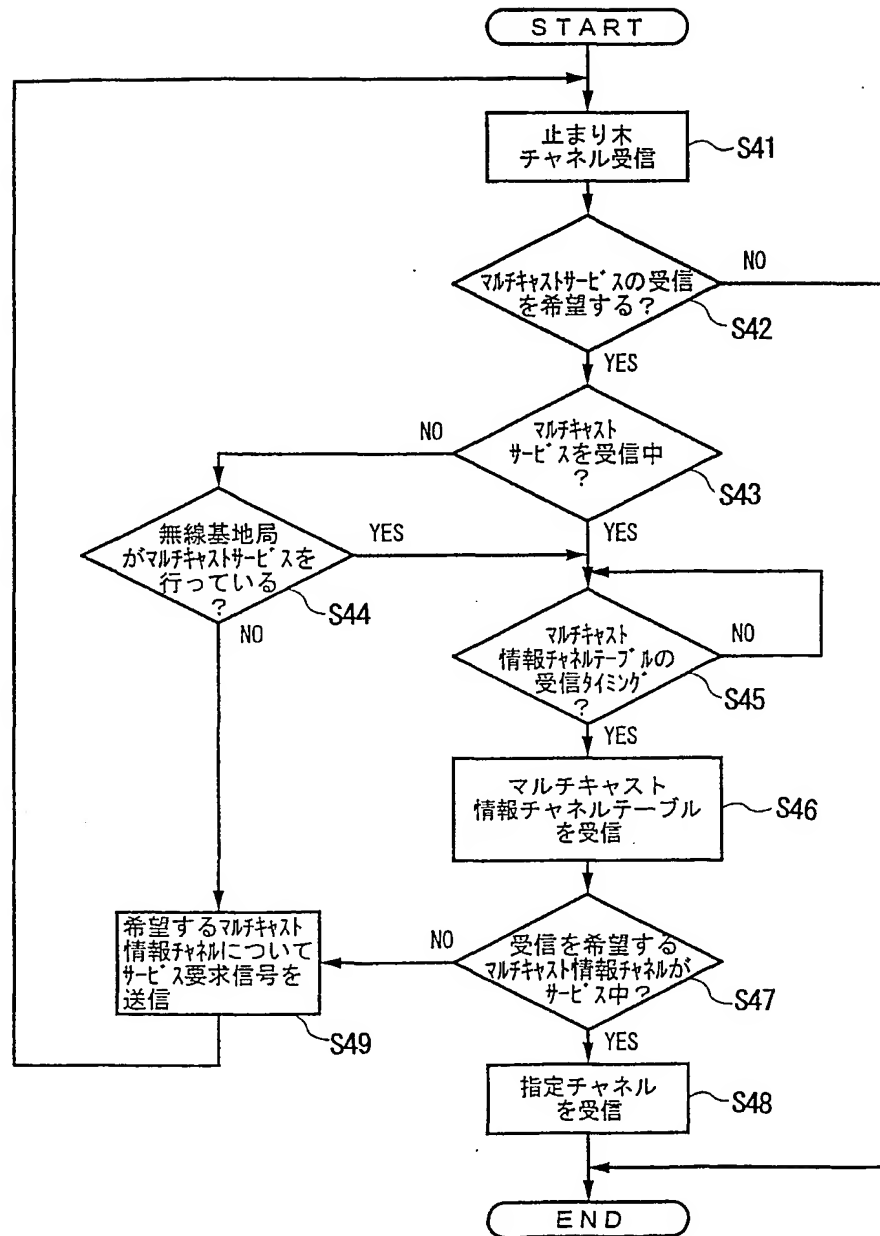 START
止まり木
チャネル受信
S41
マルチキャストサービスの受信
を希望する？
NO
S42
YES
マルチキャスト
サービスを受信中
？
NO
S43
YES
無線基地局
がマルチキャストサービスを
行っている
？
YES
S44
NO
マルチキャスト
情報チャネルテーブルの
受信タイミング
？
NO
S45
YES
マルチキャスト
情報チャネルテーブル
を受信
S46
受信を希望する
マルチキャスト情報チャネルが
サービス中？
NO
S47
YES
希望するマルチキャスト
情報チャネルについて
サービス要求信号を
送信
S49
指定チャネル
を受信
S48
END